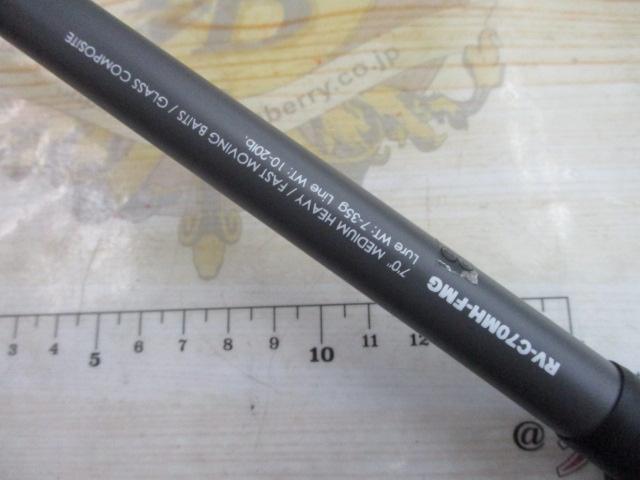 RV-C70MH-FMG
7'0" MEDIUM HEAVY / FAST MOVING BAITS / GLASS COMPOSITE
Lure WT: 7-35g Line WT: 10-20lb.
berry.co.jp
3 4 5 6 7 8 9 10 11 12
@